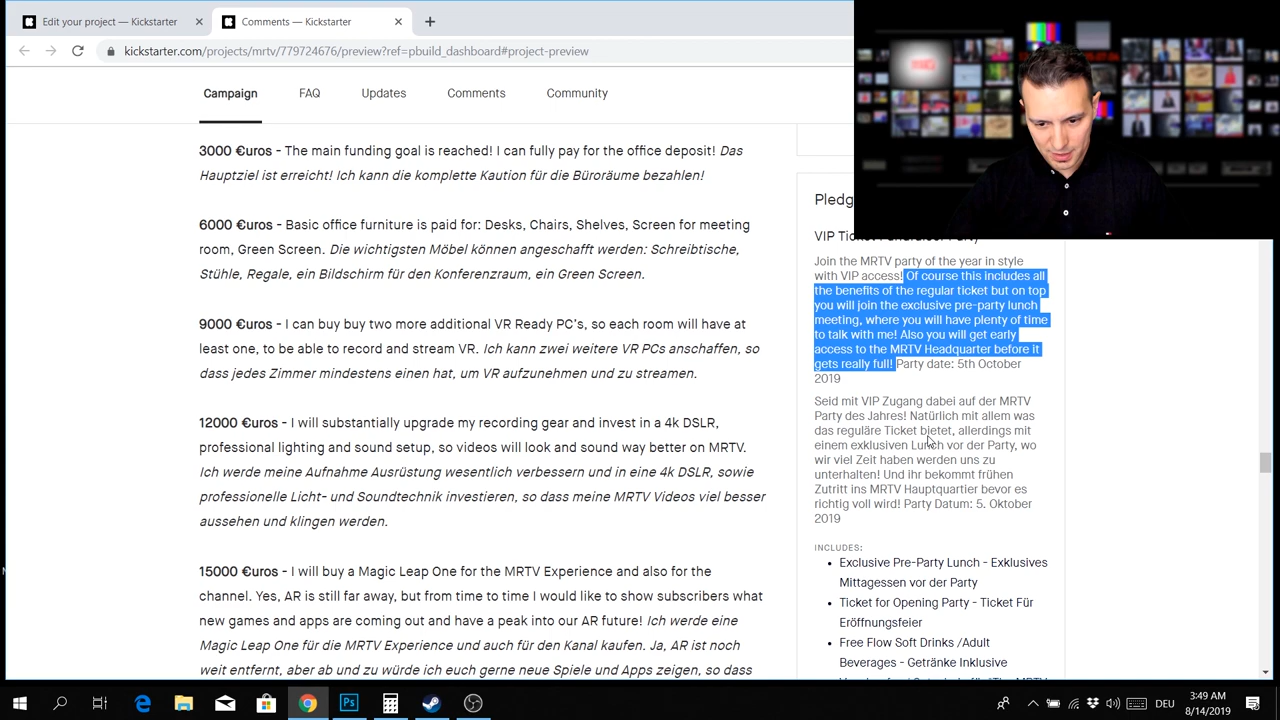 Edit your project — Kickstarter
Comments — Kickstarter
kickstarter.com/projects/mrtv/779724676/preview?ref=pbuild_dashboard#project-preview
Campaign
FAQ
Updates
Comments
Community
3000 €uros - The main funding goal is reached! I can fully pay for the office deposit! Das
Hauptziel ist erreicht! Ich kann die komplette Kaution für die Büroräume bezahlen!
6000 €uros - Basic office furniture is paid for: Desks, Chairs, Shelves, Screen for meeting
room, Green Screen. Die wichtigsten Möbel können angeschafft werden: Schreibtische,
Stühle, Regale, ein Bildschirm für den Konferenzraum, ein Green Screen.
9000 €uros - I can buy buy two more additional VR Ready PC's, so each room will have at
least one, to be able to record and stream VR. Ich kann zwei weitere VR PCs anschaffen, so
dass jedes Zimmer mindestens einen hat, um VR aufzunehmen und zu streamen.
12000 €uros - I will substantially upgrade my recording gear and invest in a 4k DSLR,
professional lighting and sound setup, so videos will look and sound way better on MRTV.
Ich werde meine Aufnahme Ausrüstung wesentlich verbessern und in eine 4k DSLR, sowie
professionelle Licht- und Soundtechnik investieren, so dass meine MRTV Videos viel besser
aussehen und klingen werden.
15000 €uros - I will buy a Magic Leap One for the MRTV Experience and also for the
channel. Yes, AR is still far away, but from time to time I would like to show subscribers what
new games and apps are coming out and have a peak into our AR future! Ich werde eine
Magic Leap One für die MRTV Experience und auch für den Kanal kaufen. Ja, AR ist noch
weit entfernt, aber ab und zu würde ich euch gerne neue Spiele und Apps zeigen, so dass
Pledg
VIP Ticket Fundraiser Party
Join the MRTV party of the year in style
with VIP access! Of course this includes all
the benefits of the regular ticket but on top
you will join the exclusive pre-party lunch
meeting, where you will have plenty of time
to talk with me! Also you will get early
access to the MRTV Headquarter before it
gets really full! Party date: 5th October
2019
Seid mit VIP Zugang dabei auf der MRTV
Party des Jahres! Natürlich mit allem was
das reguläre Ticket bietet, allerdings mit
einem exklusiven Lunch vor der Party, wo
wir viel Zeit haben werden uns zu
unterhalten! Und ihr bekommt frühen
Zutritt ins MRTV Hauptquartier bevor es
richtig voll wird! Party Datum: 5. Oktober
2019
INCLUDES:
• Exclusive Pre-Party Lunch - Exklusives
Mittagessen vor der Party
• Ticket for Opening Party - Ticket Für
Eröffnungsfeier
• Free Flow Soft Drinks /Adult
Beverages - Getränke Inklusive
DEU
3:49 AM
8/14/2019